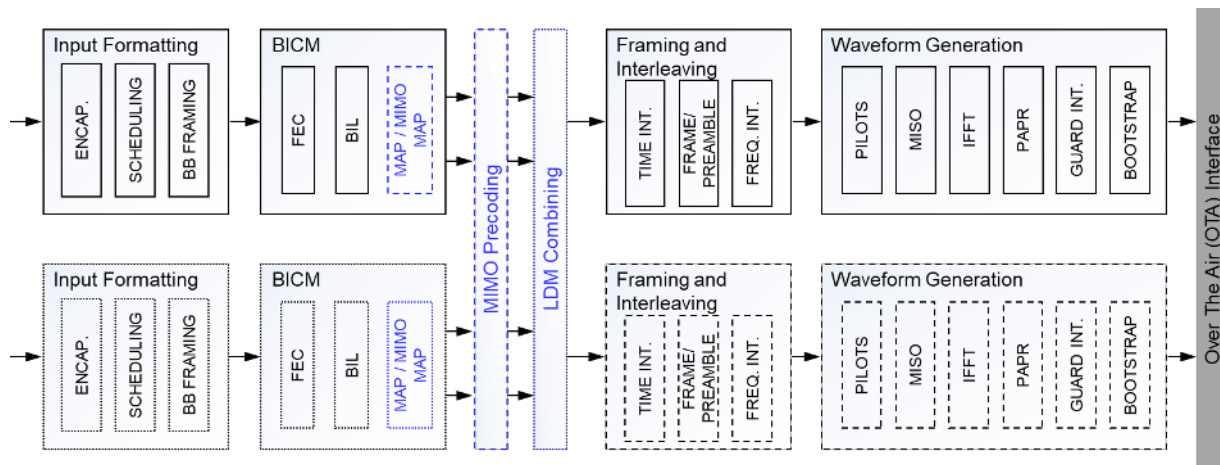 Input Formatting
ENCAP.
SCHEDULING
BB FRAMING
BICM
FEC
BIL
MAP / MIMO
MAP
MIMO Precoding
LDM Combining
Framing and
Interleaving
TIME INT.
FRAME/
PREAMBLE
FREQ. INT.
Waveform Generation
PILOTS
MISO
IFFT
PAPR
GUARD INT.
BOOTSTRAP
Over The Air (OTA) Interface
Input Formatting
ENCAP.
SCHEDULING
BB FRAMING
BICM
FEC
BIL
MAP / MIMO
MAP
Framing and
Interleaving
TIME INT.
FRAME/
PREAMBLE
FREQ. INT.
Waveform Generation
PILOTS
MISO
IFFT
PAPR
GUARD INT.
BOOTSTRAP